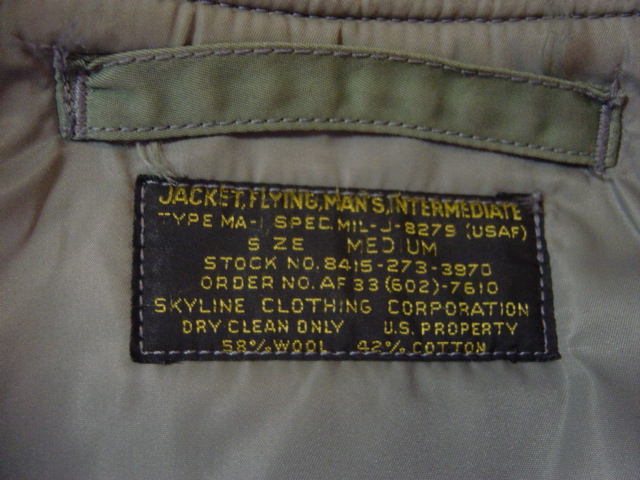 JACKET, FLYING, MAN'S, INTERMEDIATE
TYPE MA-1 SPEC. MIL-J-8279 (USAF)
SIZE MEDIUM
STOCK NO. 8415-273-3970
ORDER NO. AF 33 (602)-7610
SKYLINE CLOTHING CORPORATION
DRY CLEAN ONLY U.S. PROPERTY
58% WOOL 42% COTTON